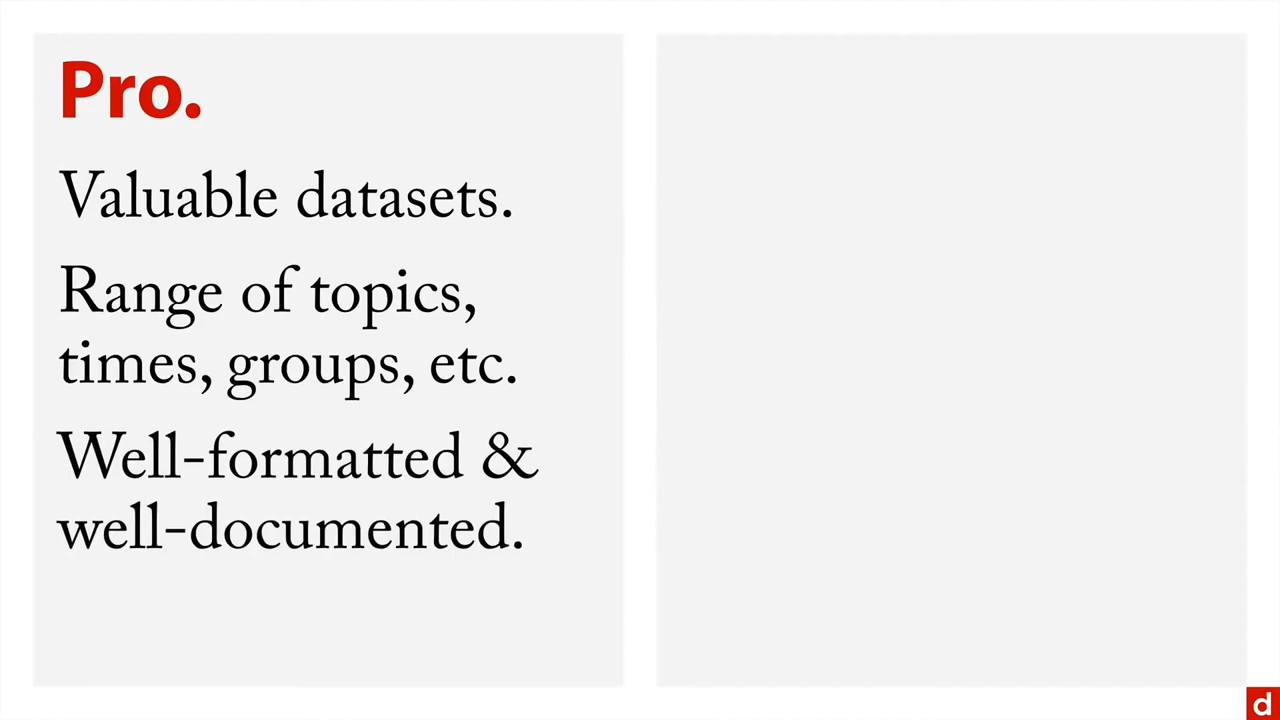 Pro.
Valuable datasets.
Range of topics,
times, groups, etc.
Well-formatted &
well-documented.
d